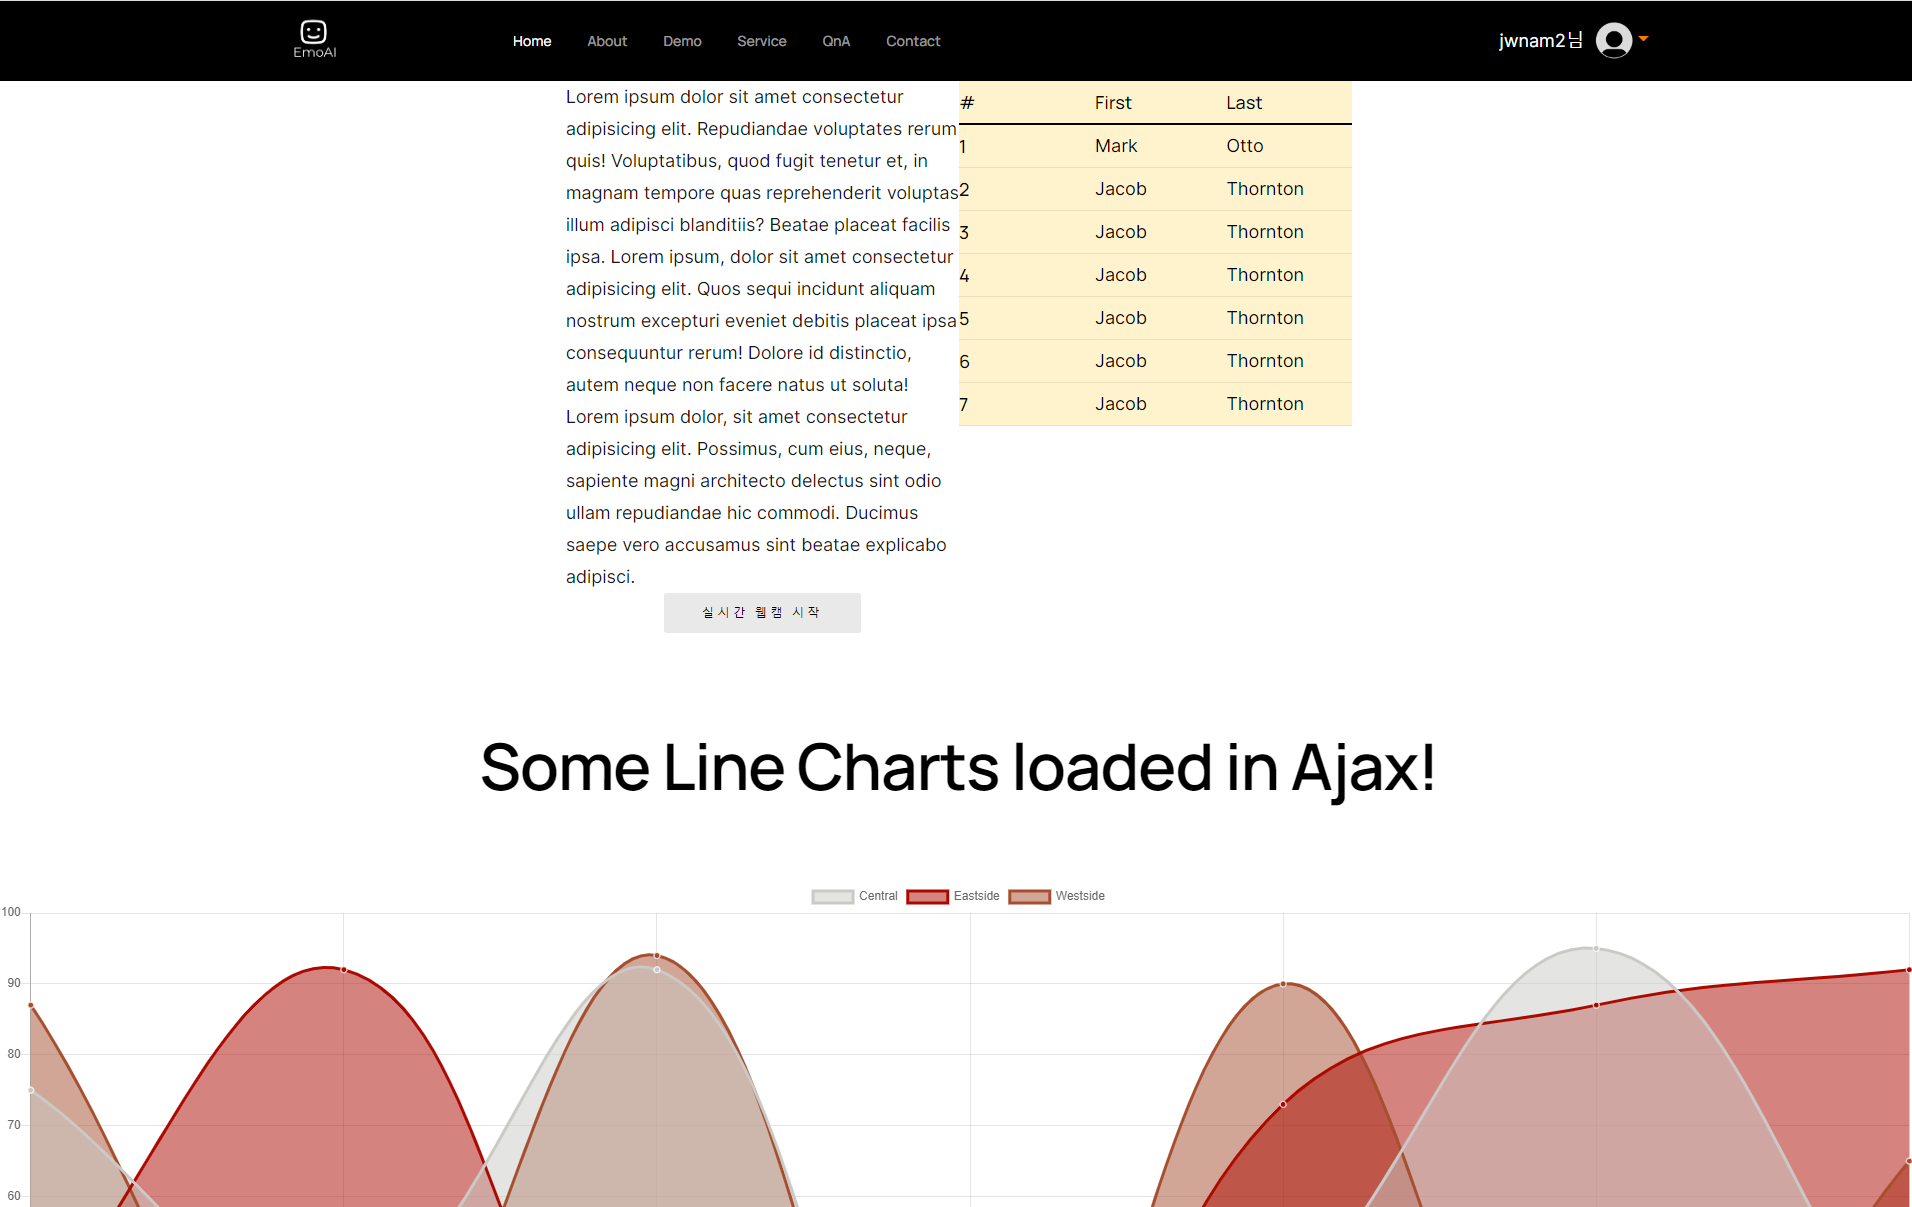 EmoAI
Home About Demo Service QnA Contact
jwnam2님
Lorem ipsum dolor sit amet consectetur
adipisicing elit. Repudiandae voluptates rerum
quis! Voluptatibus, quod fugit tenetur et, in
magnam tempore quas reprehenderit voluptas
illum adipisci blanditiis? Beatae placeat facilis
ipsa. Lorem ipsum, dolor sit amet consectetur
adipisicing elit. Quos sequi incidunt aliquam
nostrum excepturi eveniet debitis placeat ipsa
consequuntur rerum! Dolore id distinctio,
autem neque non facere natus ut soluta!
Lorem ipsum dolor, sit amet consectetur
adipisicing elit. Possimus, cum eius, neque,
sapiente magni architecto delectus sint odio
ullam repudiandae hic commodi. Ducimus
saepe vero accusamus sint beatae explicabo
adipisci.
# First Last
1 Mark Otto
2 Jacob Thornton
3 Jacob Thornton
4 Jacob Thornton
5 Jacob Thornton
6 Jacob Thornton
7 Jacob Thornton
실시간 웹캠 시작
Some Line Charts loaded in Ajax!
Central Eastside Westside
100
90
80
70
60